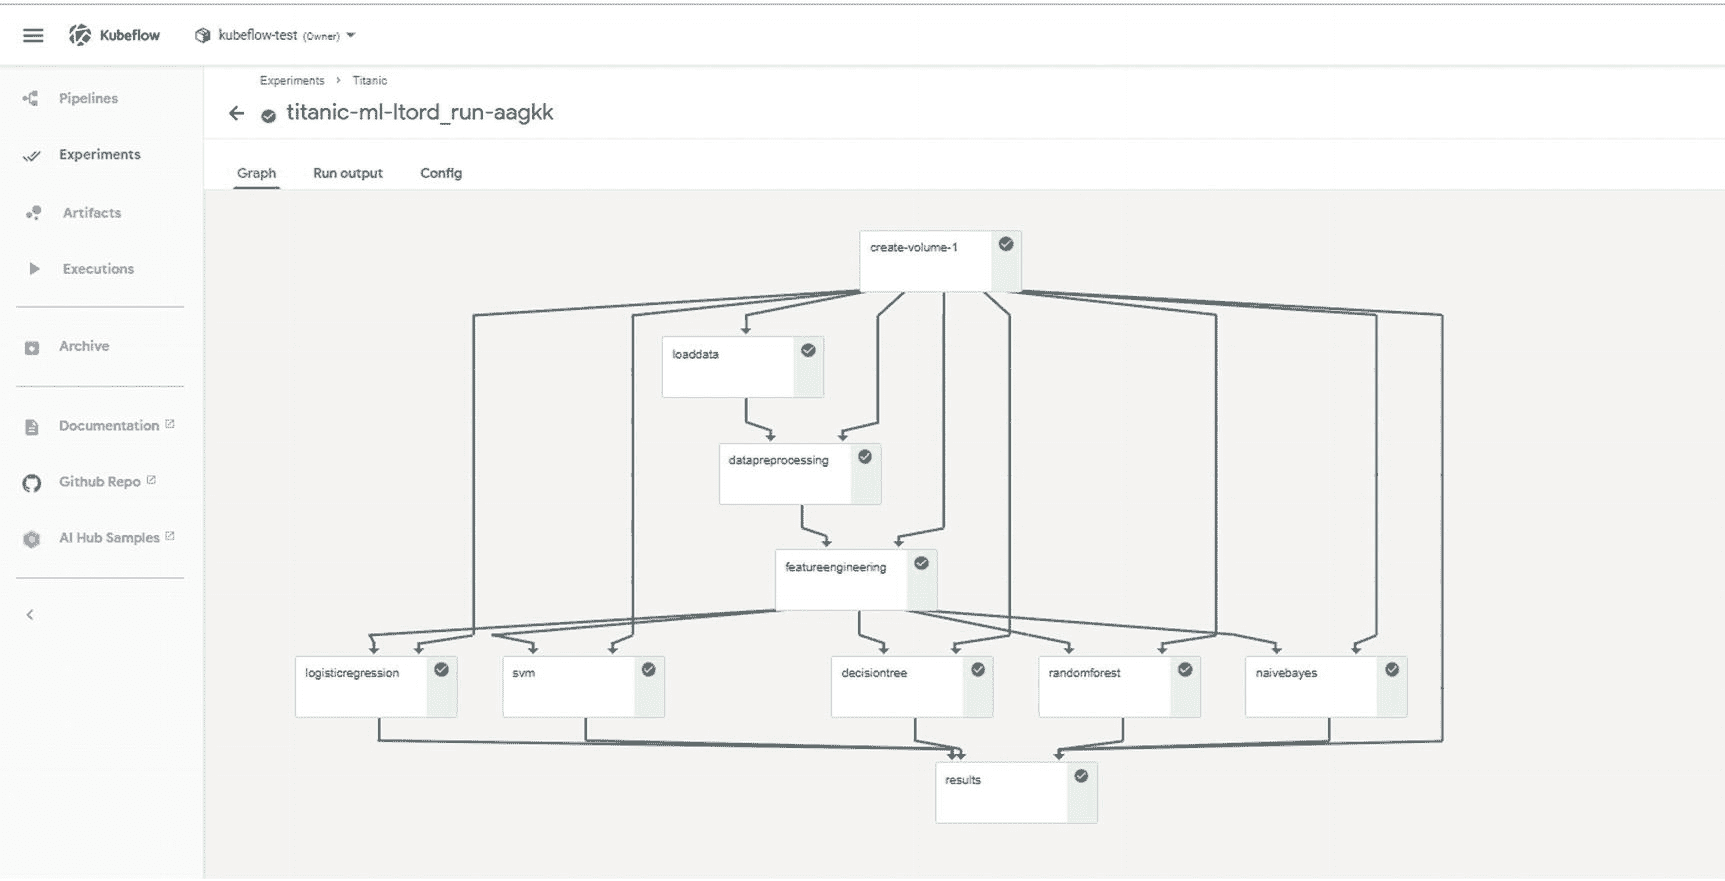 Kubeflow
kubeflow-test (Owner)
Pipelines
Experiments
Artifacts
Executions
Archive
Documentation
Github Repo
AI Hub Samples
Experiments > Titanic
titanic-ml-ltord_run-aagkk
Graph Run output Config
create-volume-1
loaddata
datapreprocessing
featureengineering
logisticregression svm decisiontree randomforest naivebayes
results